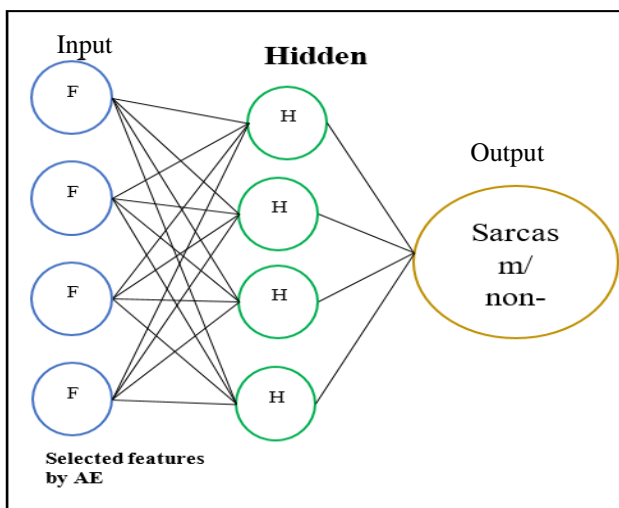 Input
Hidden
Output
F
F
F
F
H
H
H
H
Sarcas
m/
non-
Selected features
by AE